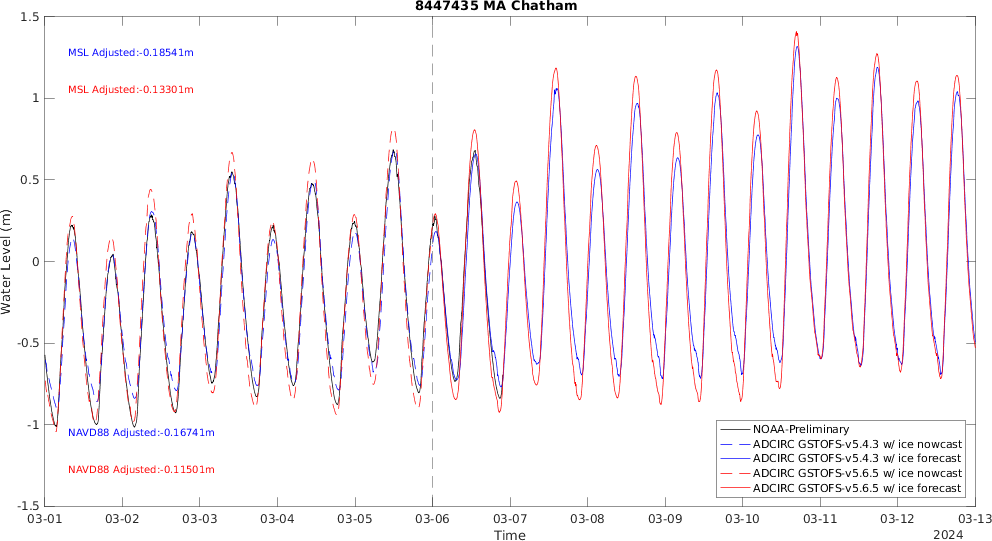 8447435 MA Chatham
1.5
MSL Adjusted:-0.18541m
MSL Adjusted:-0.13301m
1
0.5
0
-0.5
-1
-1.5
Water Level (m)
NAVD88 Adjusted:-0.16741m
NAVD88 Adjusted:-0.11501m
NOAA-Preliminary
ADCIRC GSTOFS-v5.4.3 w/ ice nowcast
ADCIRC GSTOFS-v5.4.3 w/ ice forecast
ADCIRC GSTOFS-v5.6.5 w/ ice nowcast
ADCIRC GSTOFS-v5.6.5 w/ ice forecast
03-01 03-02 03-03 03-04 03-05 03-06 03-07 03-08 03-09 03-10 03-11 03-12 03-13
Time
2024